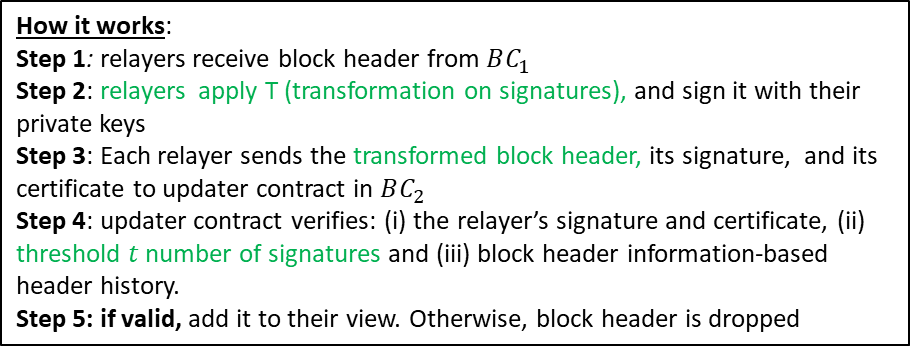 How it works:
Step 1: relayers receive block header from BC₁
Step 2: relayers apply T (transformation on signatures), and sign it with their
private keys
Step 3: Each relayer sends the transformed block header, its signature, and its
certificate to updater contract in BC₂
Step 4: updater contract verifies: (i) the relayer's signature and certificate, (ii)
threshold t number of signatures and (iii) block header information-based
header history.
Step 5: if valid, add it to their view. Otherwise, block header is dropped